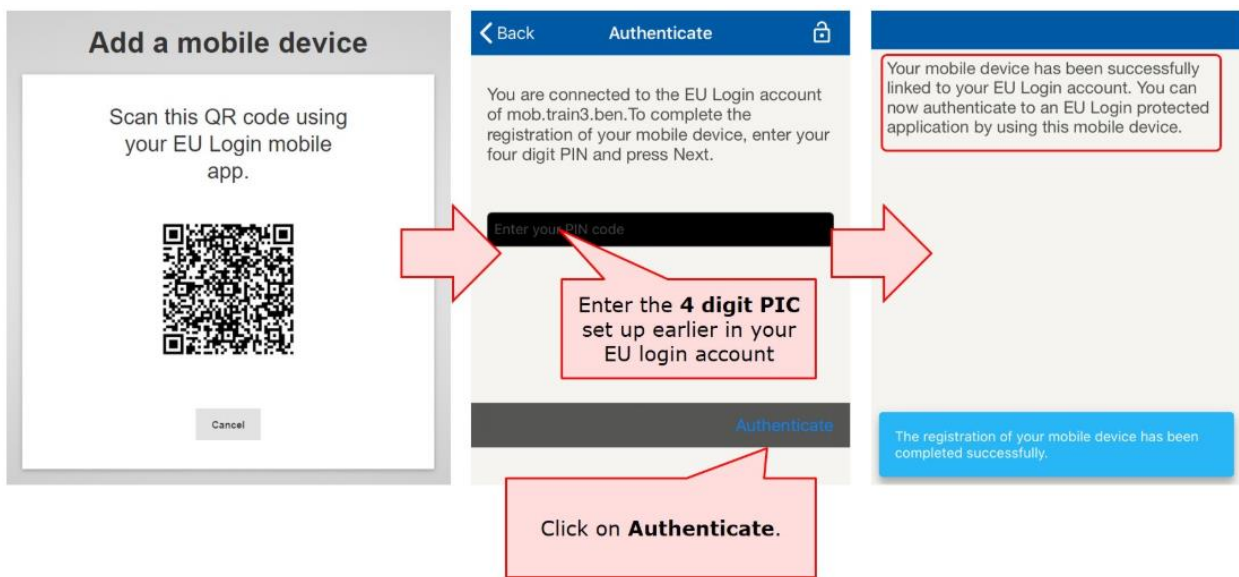 Add a mobile device
Scan this QR code using
your EU Login mobile
app.
Cancel
Back
Authenticate
You are connected to the EU Login account
of mob.train3.ben.To complete the
registration of your mobile device, enter your
four digit PIN and press Next.
Enter your PIN code
Enter the 4 digit PIC
set up earlier in your
EU login account
Authenticate
Click on Authenticate.
Your mobile device has been successfully
linked to your EU Login account. You can
now authenticate to an EU Login protected
application by using this mobile device.
The registration of your mobile device has been
completed successfully.